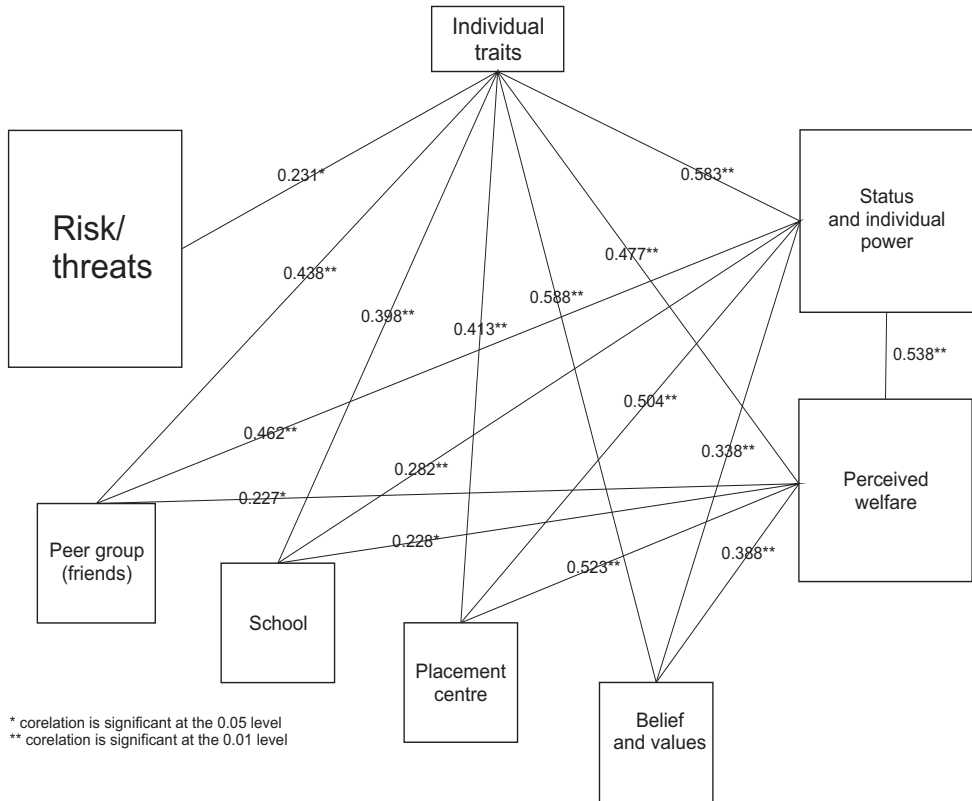 Individual
traits
0.231*
0.583**
Risk/
threats
Status
and individual
power
0.438**
0.477**
0.588**
0.398**
0.413**
0.538**
0.504**
0.462**
0.338**
0.282**
Perceived
welfare
0.227*
0.228*
0.388**
0.523**
Peer group
(friends)
School
Placement
centre
Belief
and values
* corelation is significant at the 0.05 level
** corelation is significant at the 0.01 level